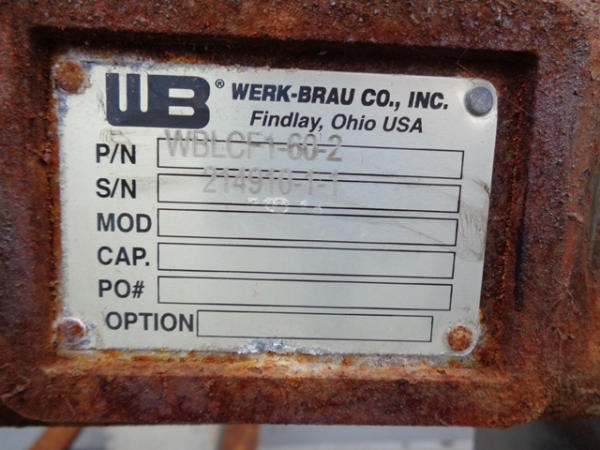 WB® WERK-BRAU CO., INC.
Findlay, Ohio USA
P/N WBLCF1-60-2
S/N 214910-1-1
MOD
CAP.
PO#
OPTION